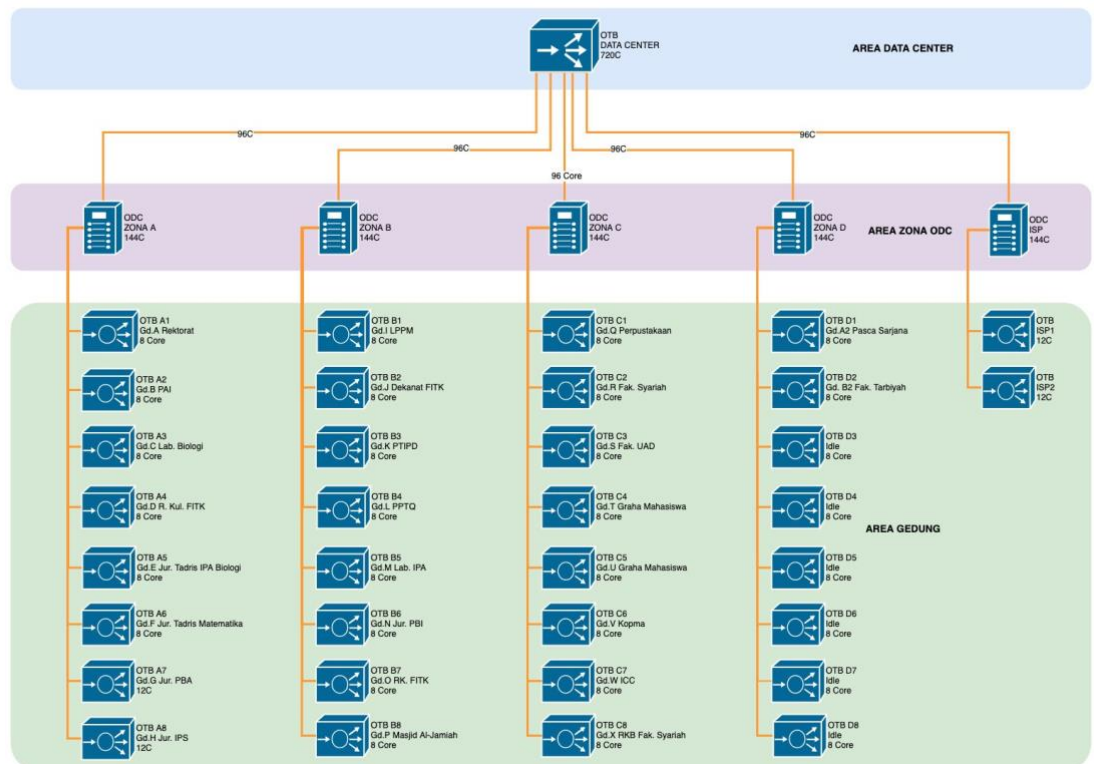 OTB
DATA CENTER
720C
AREA DATA CENTER
96C
96C
96 Core
96C
96C
ODC
ZONA A
144C
ODC
ZONA B
144C
ODC
ZONA C
144C
ODC
ZONA D
144C
AREA ZONA ODC
ODC
ISP
144C
OTB A1
Gd.A Rektorat
8 Core
OTB A2
Gd.B PAI
8 Core
OTB A3
Gd.C Lab. Biologi
8 Core
OTB A4
Gd.D R. Kul. FITK
8 Core
OTB A5
Gd.E Jur. Tadris IPA Biologi
8 Core
OTB A6
Gd.F Jur. Tadris Matematika
8 Core
OTB A7
Gd.G Jur. PBA
12C
OTB A8
Gd.H Jur. IPS
12C
OTB B1
Gd.I LPPM
8 Core
OTB B2
Gd.J Dekanat FITK
8 Core
OTB B3
Gd.K PTIPD
8 Core
OTB B4
Gd.L PPTQ
8 Core
OTB B5
Gd.M Lab. IPA
8 Core
OTB B6
Gd.N Jur. PBI
8 Core
OTB B7
Gd.O RK. FITK
8 Core
OTB B8
Gd.P Masjid Al-Jamiah
8 Core
OTB C1
Gd.Q Perpustakaan
8 Core
OTB C2
Gd.R Fak. Syariah
8 Core
OTB C3
Gd.S Fak. UAD
8 Core
OTB C4
Gd.T Graha Mahasiswa
8 Core
OTB C5
Gd.U Graha Mahasiswa
8 Core
OTB C6
Gd.V Kopma
8 Core
OTB C7
Gd.W ICC
8 Core
OTB C8
Gd.X RKB Fak. Syariah
8 Core
OTB D1
Gd.A2 Pasca Sarjana
8 Core
OTB D2
Gd. B2 Fak. Tarbiyah
8 Core
OTB D3
Idle
8 Core
OTB D4
Idle
8 Core
OTB D5
Idle
8 Core
OTB D6
Idle
8 Core
OTB D7
Idle
8 Core
OTB D8
Idle
8 Core
OTB
ISP1
12C
OTB
ISP2
12C
AREA GEDUNG